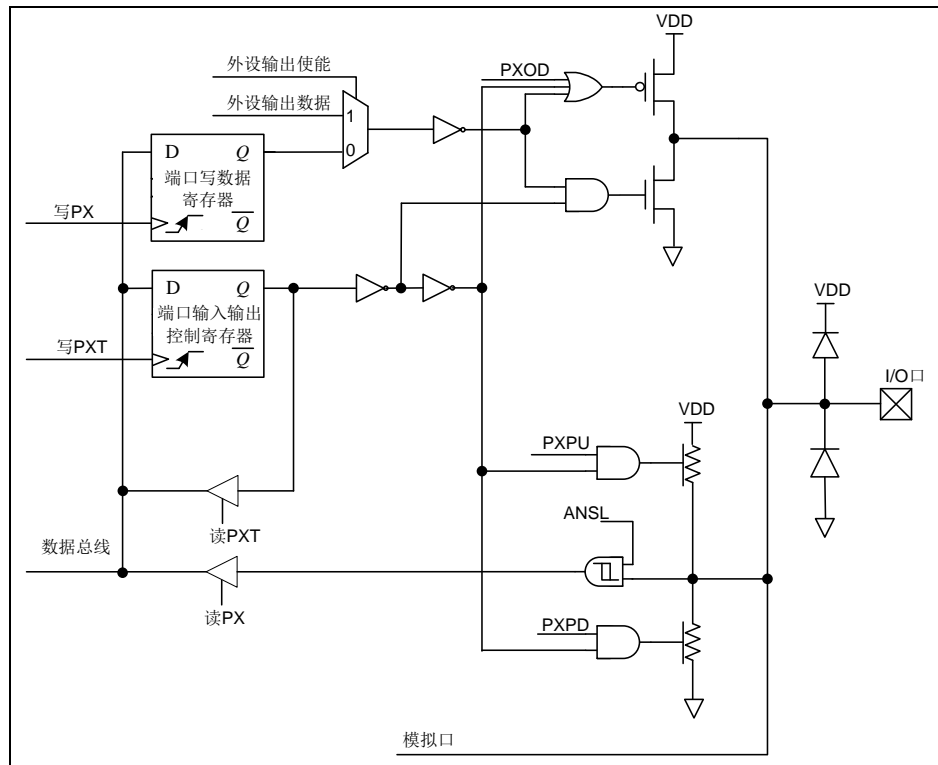 VDD
外设输出使能
PXOD
外设输出数据
1
0
D Q
端口写数据
寄存器
Q
写PX
D Q
端口输入输出
控制寄存器
Q
写PXT
VDD
I/O口
VDD
PXPU
ANSL
读PXT
数据总线
读PX
PXPD
模拟口